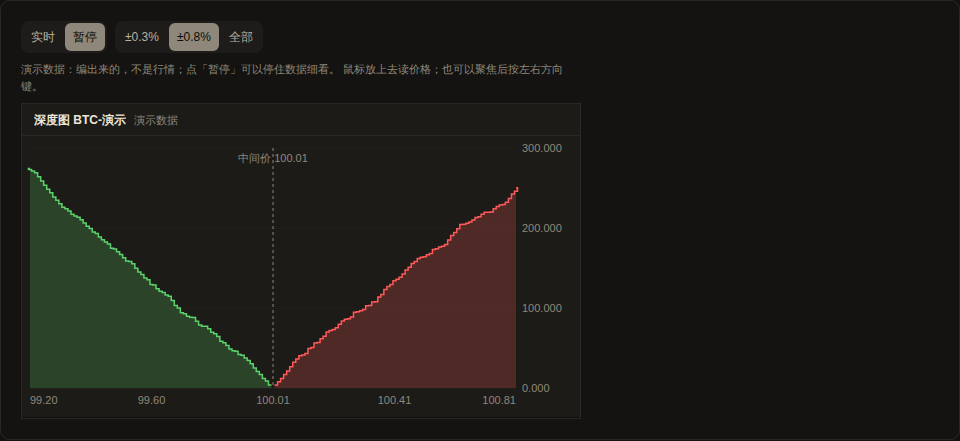 实时 暂停 ±0.3% ±0.8% 全部
演示数据：编出来的，不是行情；点「暂停」可以停住数据细看。 鼠标放上去读价格；也可以聚焦后按左右方向
键。
深度图 BTC-演示 演示数据
中间价 100.01
300.000
200.000
100.000
0.000
99.20 99.60 100.01 100.41 100.81